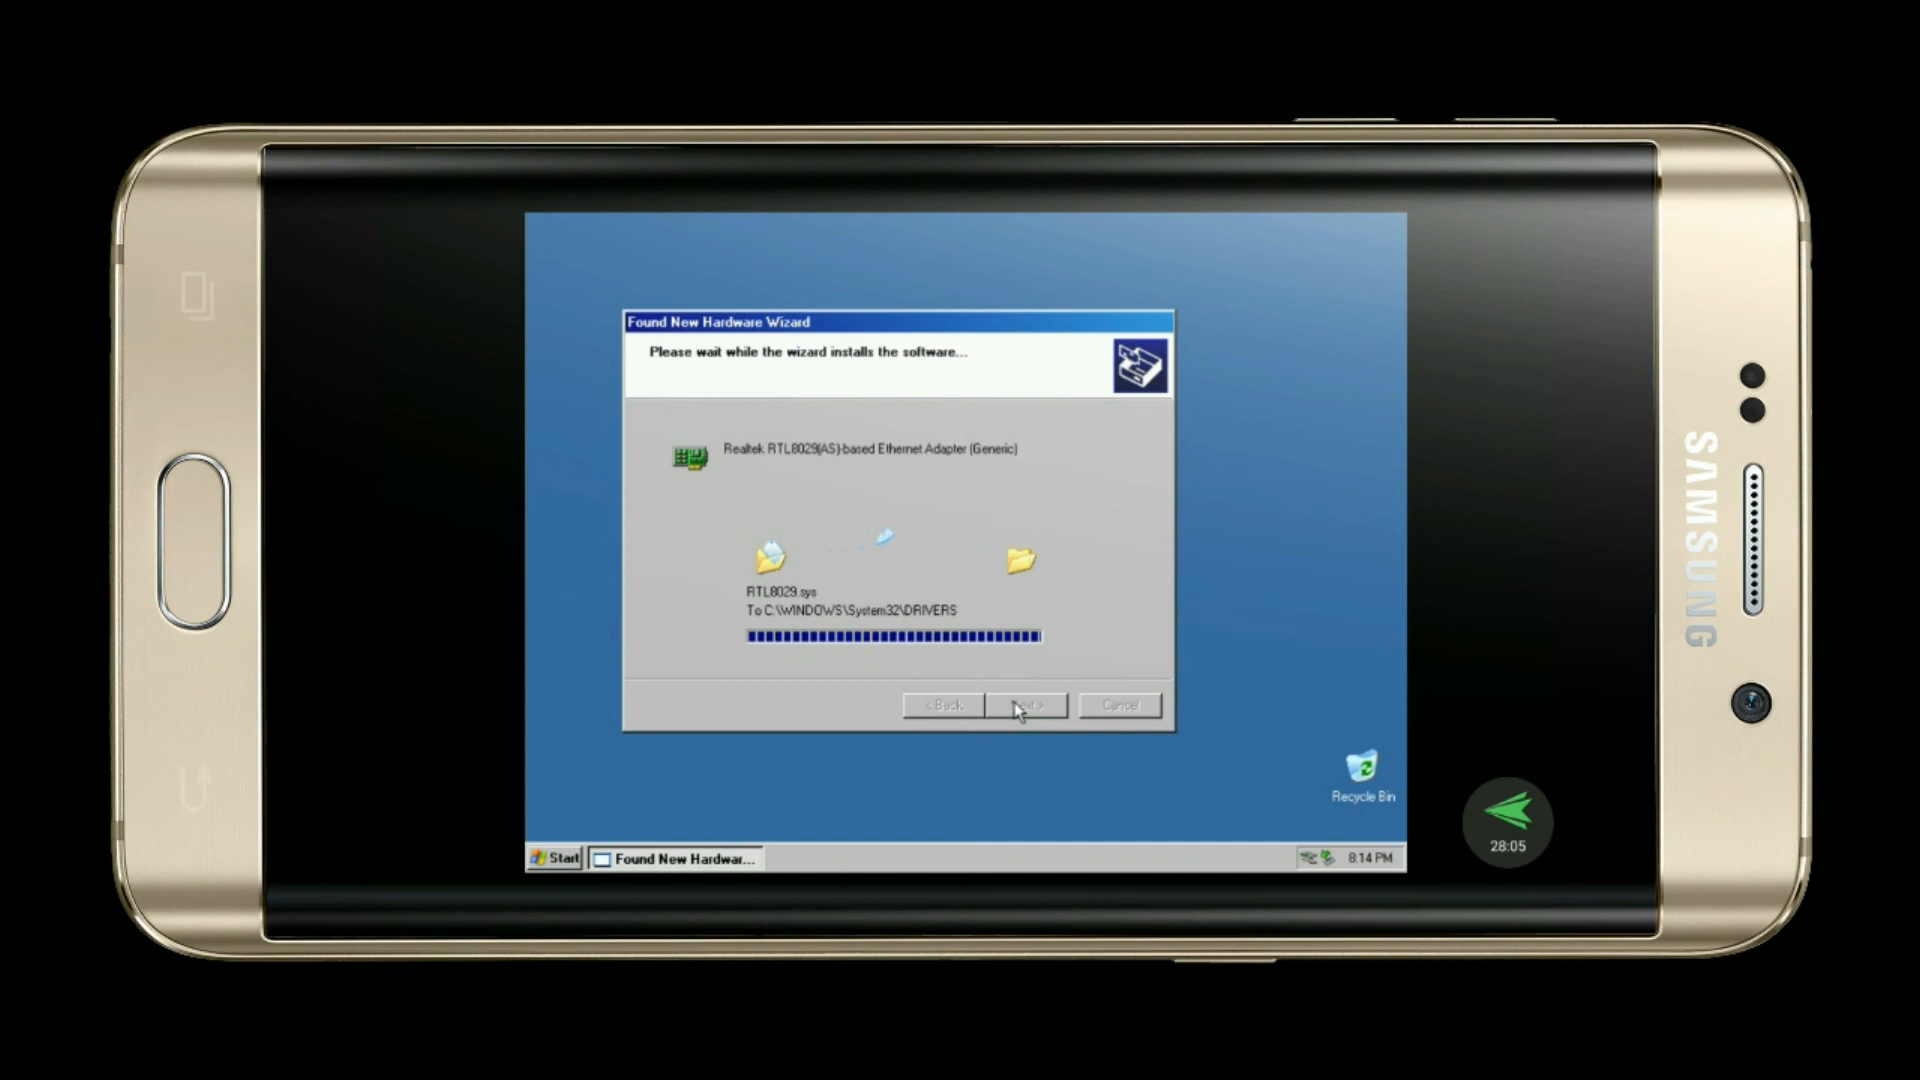 Found New Hardware Wizard
Please wait while the wizard installs the software...
Realtek RTL8029(AS)-based Ethernet Adapter (Generic)
RTL8029.sys
To C:\WINDOWS\System32\DRIVERS
< Back
Cancel
Recycle Bin
Start
Found New Hardwar...
8:14 PM
28:05
SAMSUNG